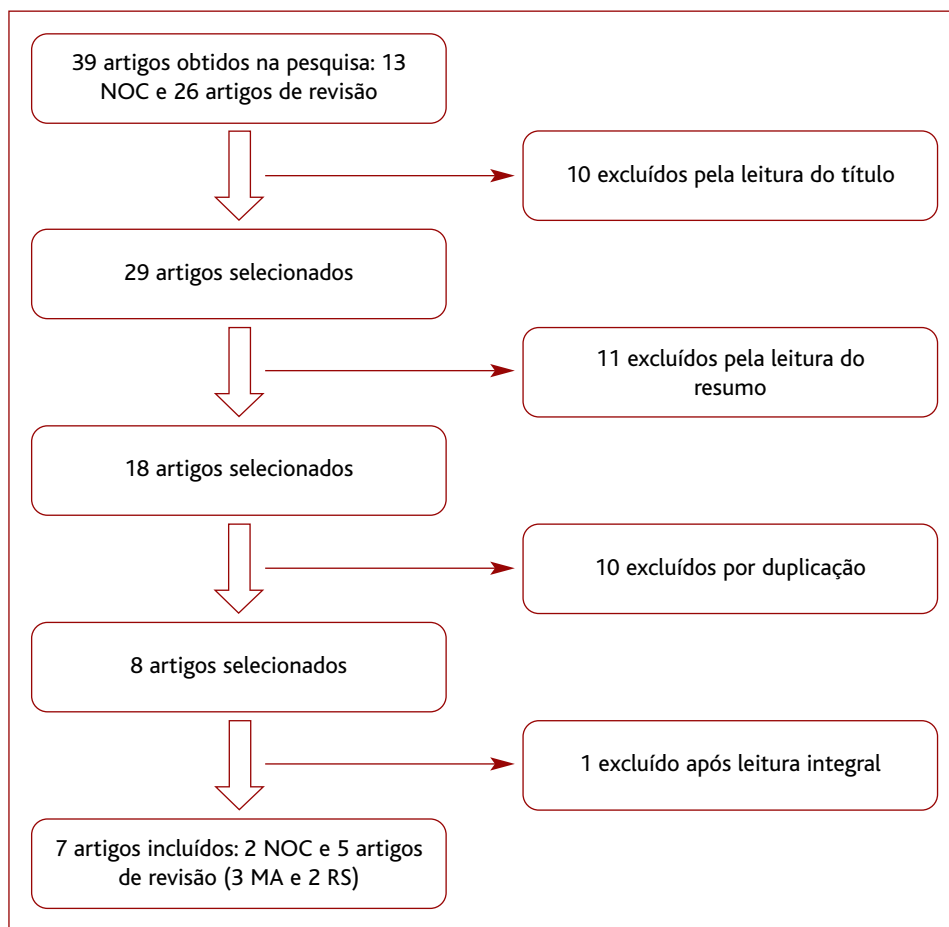 39 artigos obtidos na pesquisa: 13
NOC e 26 artigos de revisão
10 excluídos pela leitura do título
29 artigos selecionados
11 excluídos pela leitura do
resumo
18 artigos selecionados
10 excluídos por duplicação
8 artigos selecionados
1 excluído após leitura integral
7 artigos incluídos: 2 NOC e 5 artigos
de revisão (3 MA e 2 RS)